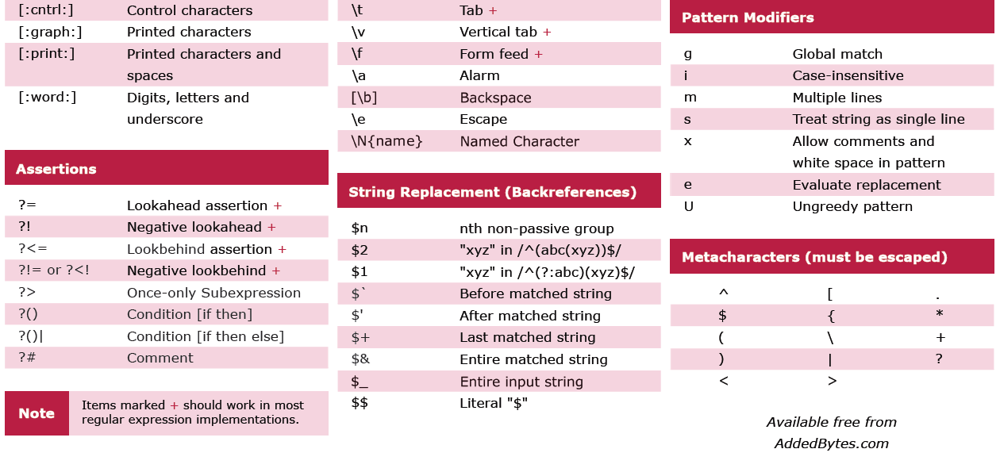 [:cntrl:] Control characters
[:graph:] Printed characters
[:print:] Printed characters and
spaces
[:word:] Digits, letters and
underscore
Assertions
?= Lookahead assertion +
?! Negative lookahead +
?<= Lookbehind assertion +
?!= or ?<! Negative lookbehind +
?> Once-only Subexpression
?() Condition [if then]
?()| Condition [if then else]
?# Comment
Note
Items marked + should work in most
regular expression implementations.
\t Tab +
\v Vertical tab +
\f Form feed +
\a Alarm
[\b] Backspace
\e Escape
\N{name} Named Character
String Replacement (Backreferences)
$n nth non-passive group
$2 "xyz" in /^(abc(xyz))$/
$1 "xyz" in /^(?:abc)(xyz)$/
$` Before matched string
$' After matched string
$+ Last matched string
$& Entire matched string
$_ Entire input string
$$ Literal "$"
Pattern Modifiers
g Global match
i Case-insensitive
m Multiple lines
s Treat string as single line
x Allow comments and
white space in pattern
e Evaluate replacement
U Ungreedy pattern
Metacharacters (must be escaped)
^ [ .
$ { *
( \ +
) | ?
< >
Available free from
AddedBytes.com